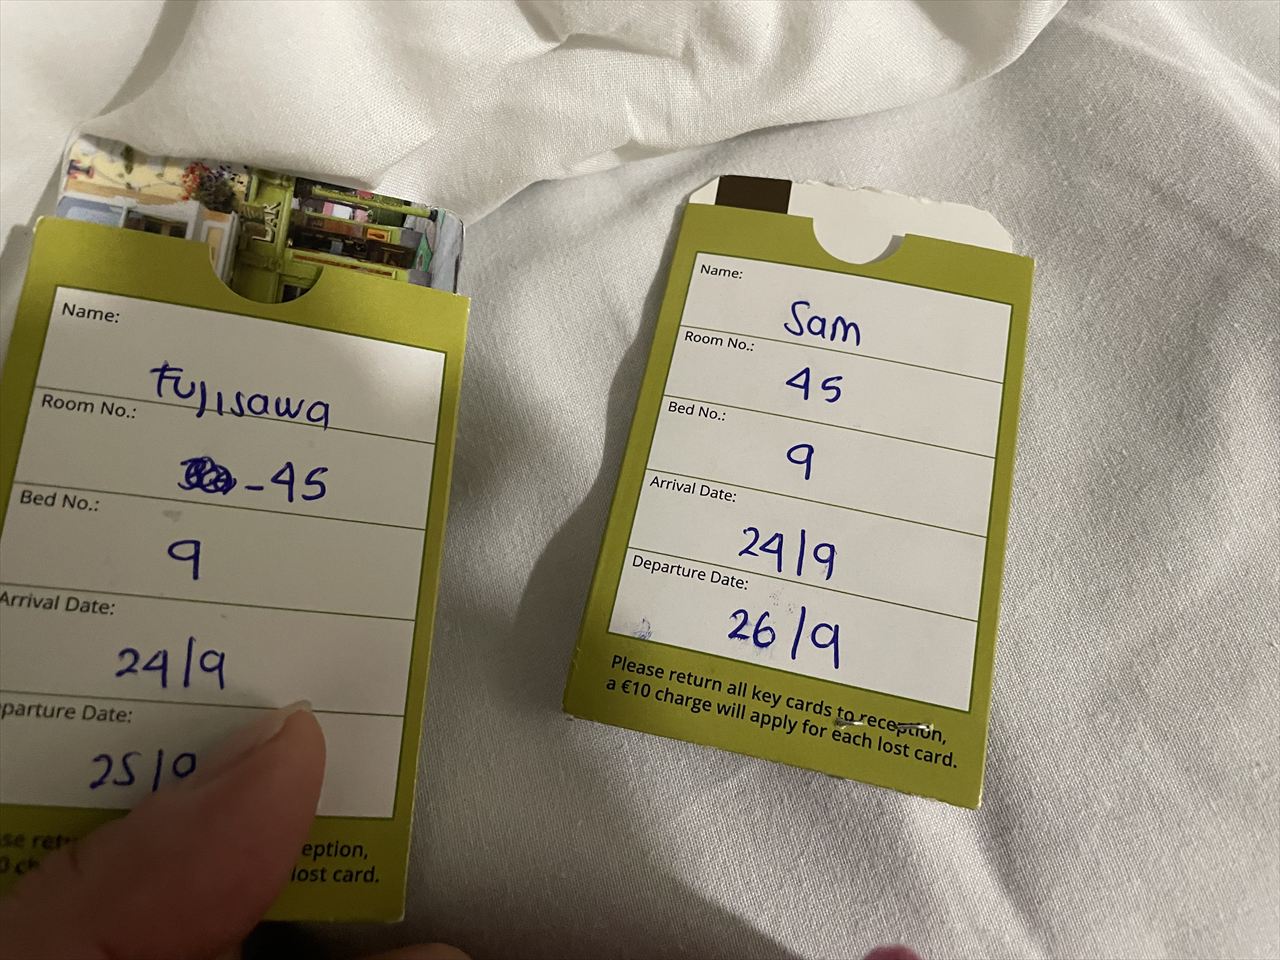 Name:
Fujisawa
Room No.:
-45
Bed No.:
9
Arrival Date:
24/9
parture Date:
25/9
eption,
lost card.
Name:
Sam
Room No.:
45
Bed No.:
9
Arrival Date:
24/9
Departure Date:
26/9
Please return all key cards to reception,
a €10 charge will apply for each lost card.